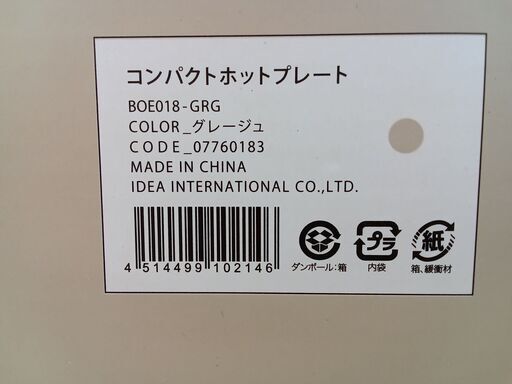 コンパクトホットプレート
BOE018-GRG
COLOR_グレージュ
CODE_07760183
MADE IN CHINA
IDEA INTERNATIONAL CO.,LTD.
4 514499 102146
プラ
紙
ダンボール:箱
内袋
箱、緩衝材